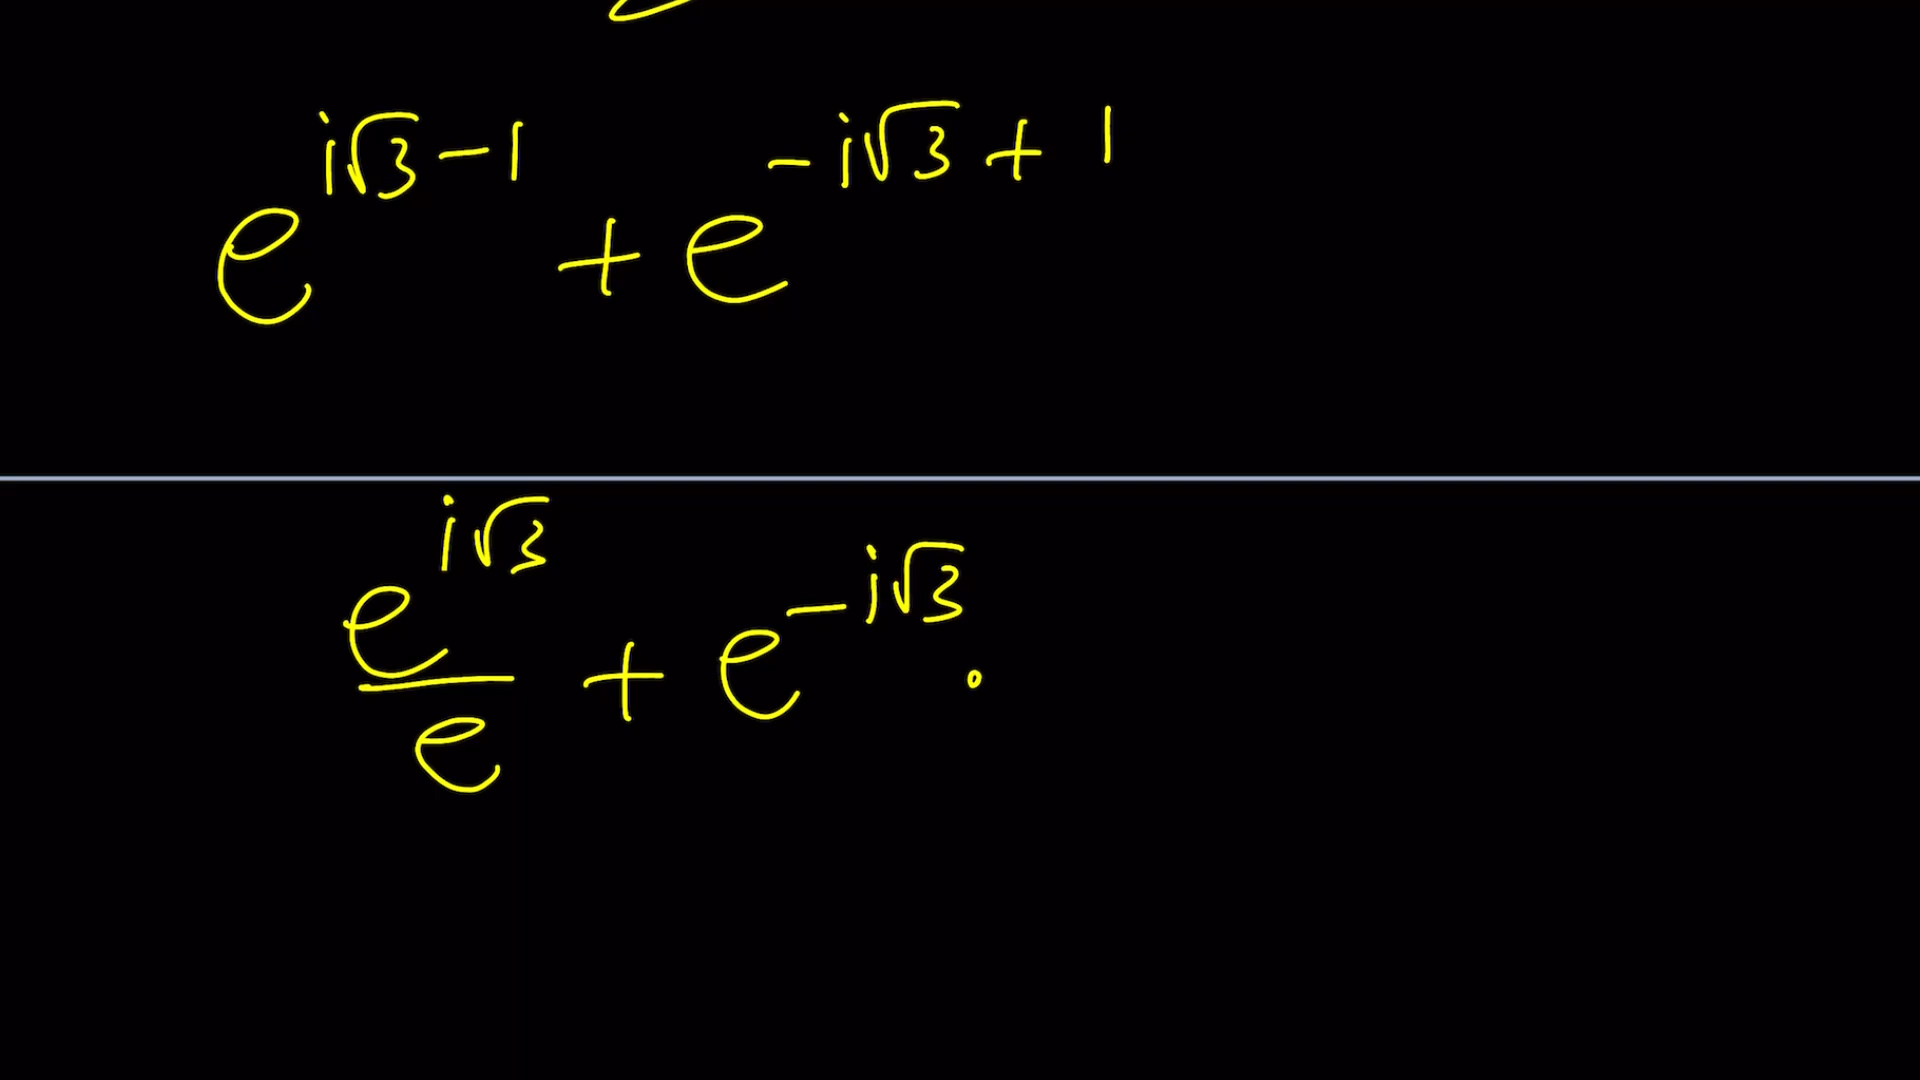 e^{i√3-1} + e^{-i√3+1}
e^{i√3}/e + e^{-i√3} ·